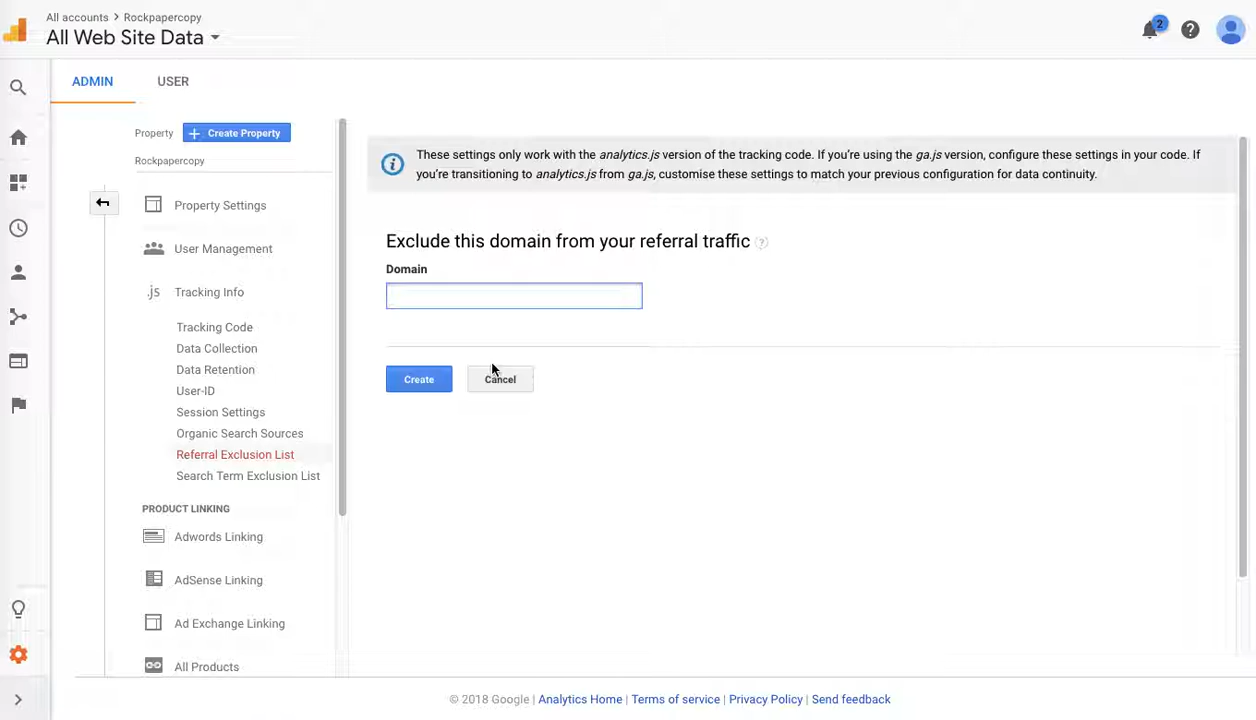 All accounts > Rockpapercopy
All Web Site Data
2
ADMIN
USER
Property
+ Create Property
Rockpapercopy
Property Settings
User Management
.js Tracking Info
Tracking Code
Data Collection
Data Retention
User-ID
Session Settings
Organic Search Sources
Referral Exclusion List
Search Term Exclusion List
PRODUCT LINKING
Adwords Linking
AdSense Linking
Ad Exchange Linking
All Products
These settings only work with the analytics.js version of the tracking code. If you're using the ga.js version, configure these settings in your code. If
you're transitioning to analytics.js from ga.js, customise these settings to match your previous configuration for data continuity.
Exclude this domain from your referral traffic ?
Domain
Create
Cancel
© 2018 Google | Analytics Home | Terms of service | Privacy Policy | Send feedback